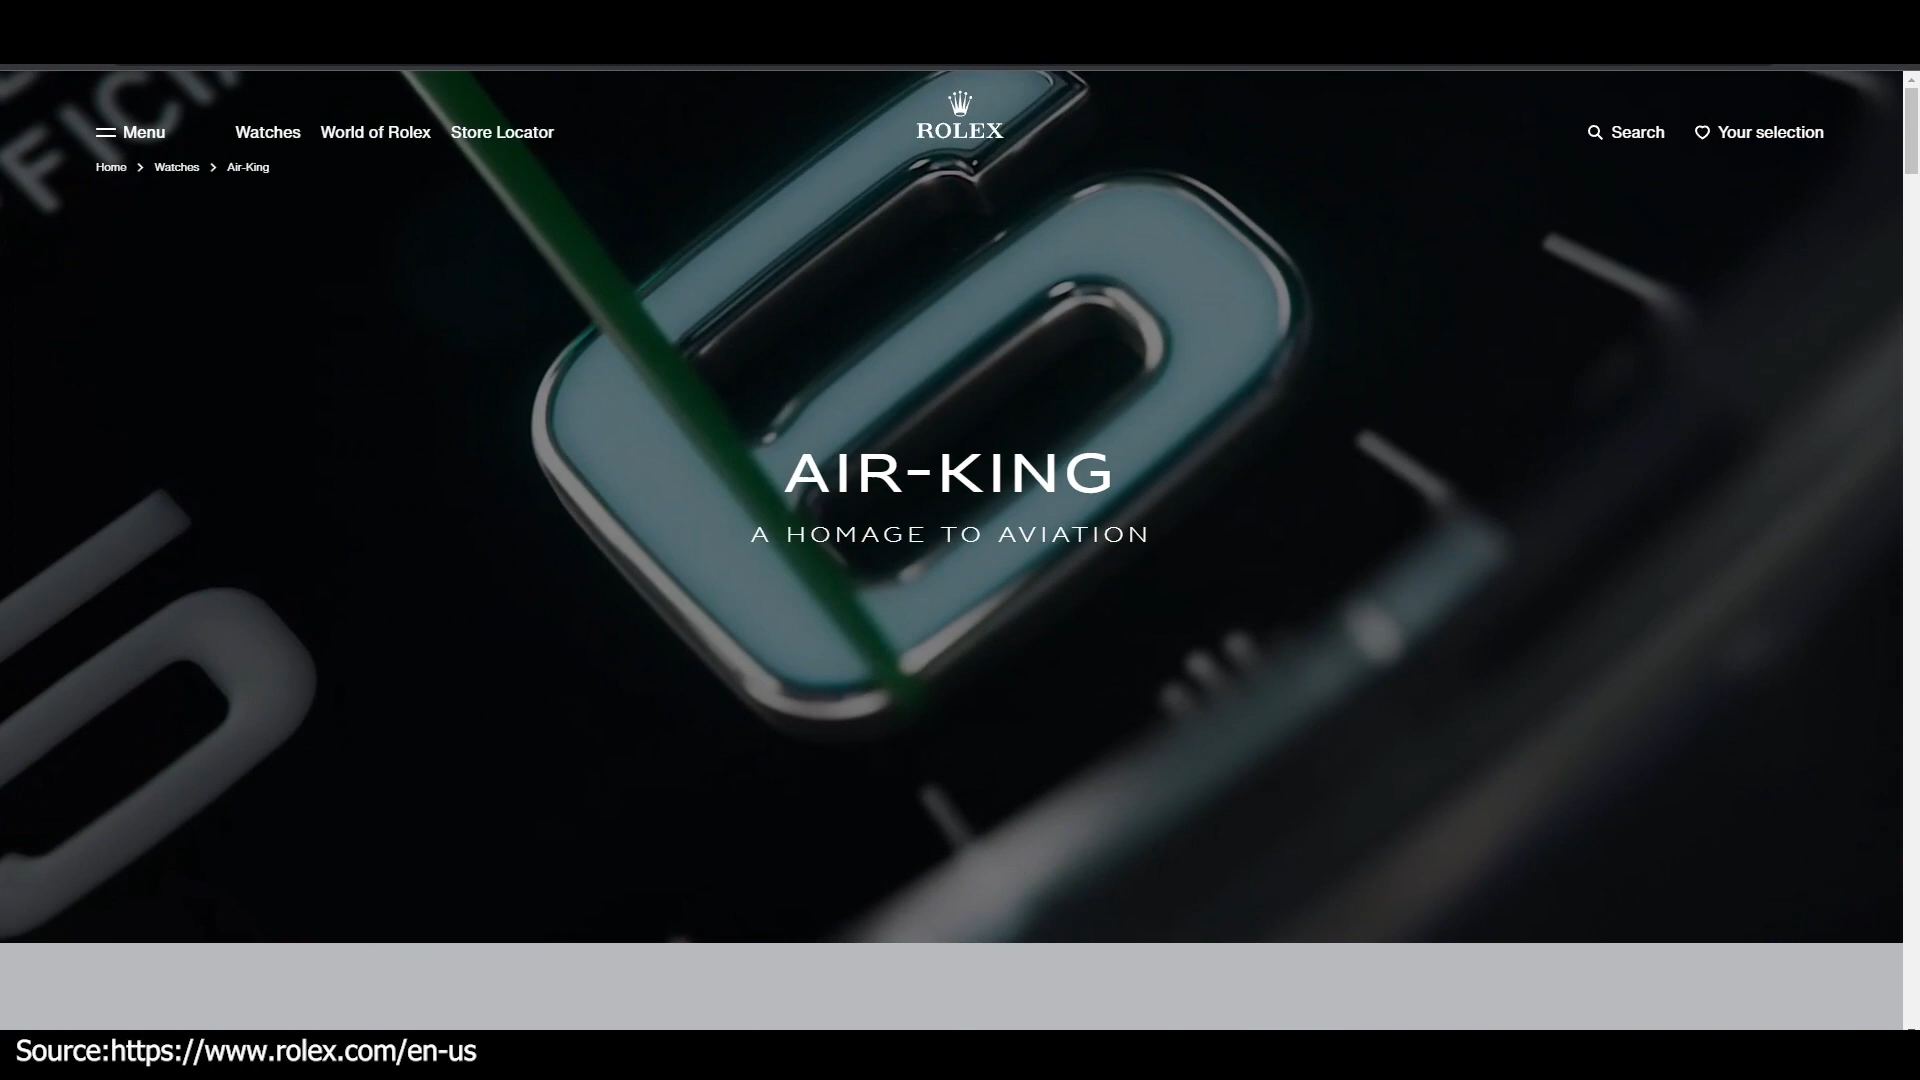 Menu
Watches
World of Rolex
Store Locator
ROLEX
Search
Your selection
Home > Watches > Air-King
6
AIR-KING
A HOMAGE TO AVIATION
Source:https://www.rolex.com/en-us